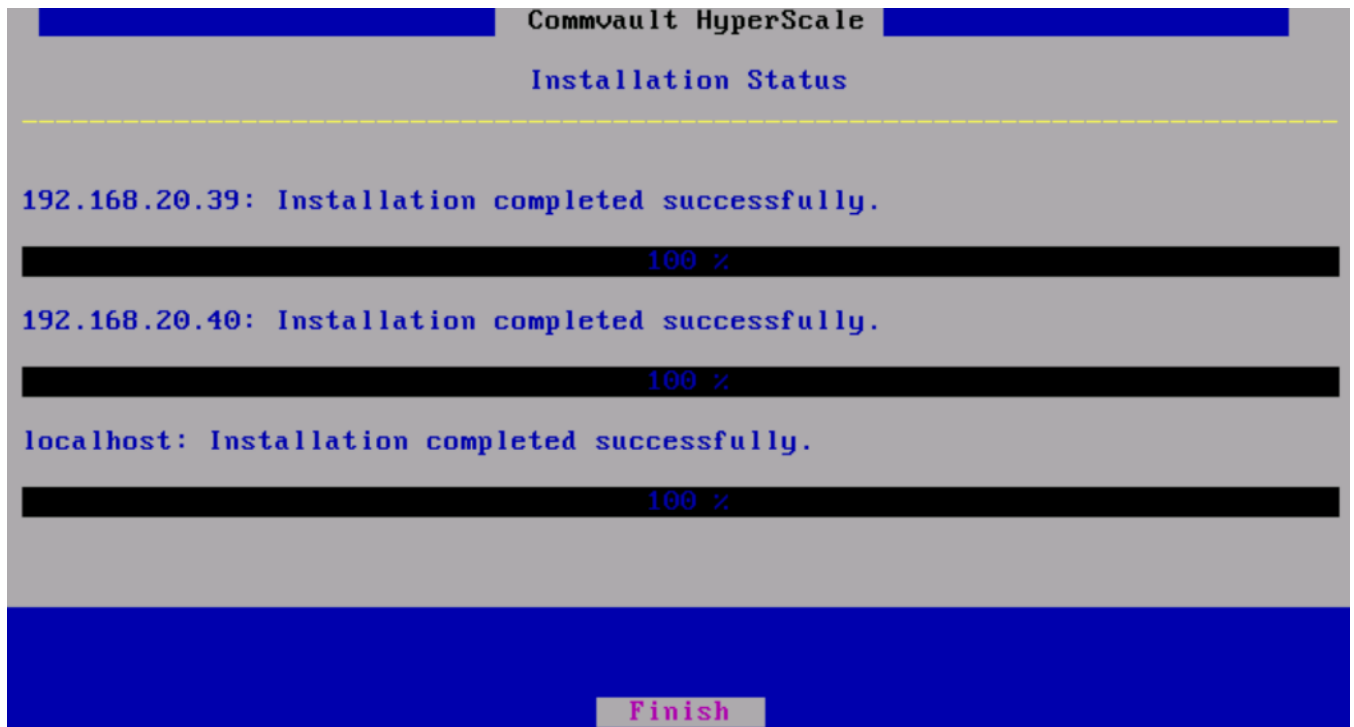 Commvault HyperScale
Installation Status
192.168.20.39: Installation completed successfully.
100 %
192.168.20.40: Installation completed successfully.
100 %
localhost: Installation completed successfully.
100 %
Finish